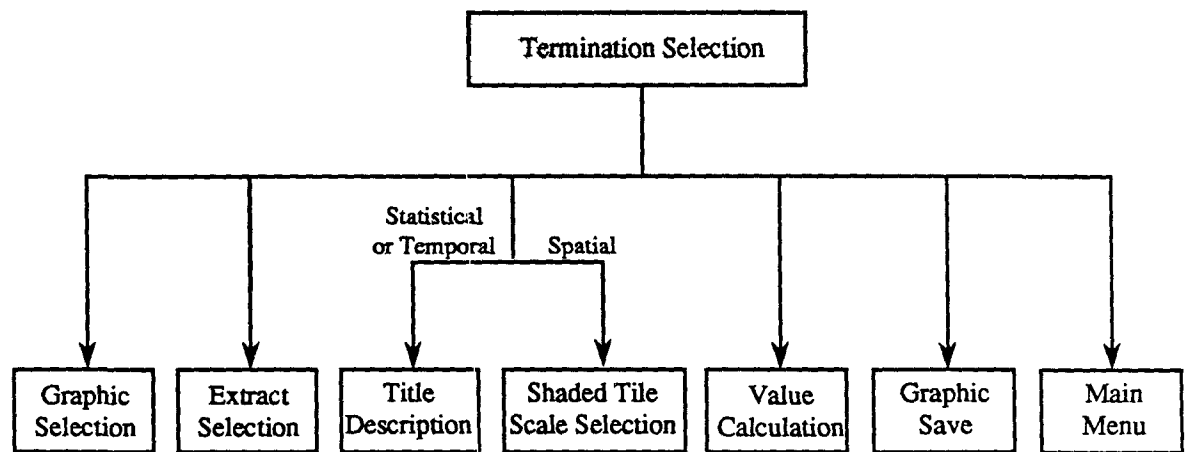 Termination Selection
Statistical
or Temporal
Spatial
Graphic
Selection
Extract
Selection
Title
Description
Shaded Tile
Scale Selection
Value
Calculation
Graphic
Save
Main
Menu